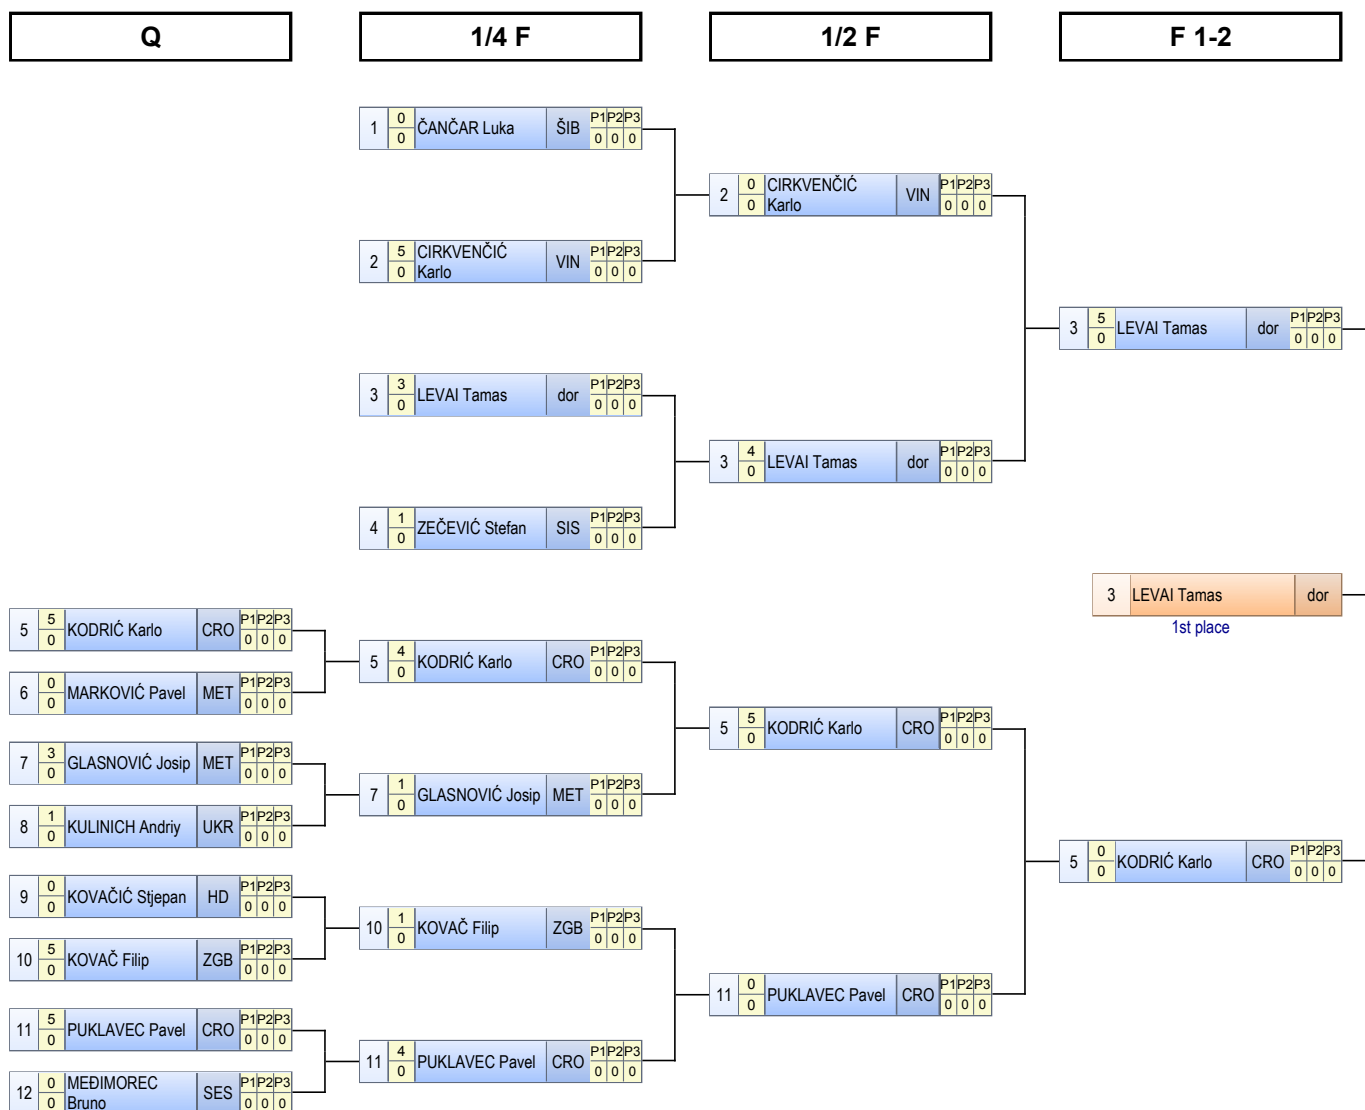 Q 1/4 F 1/2 F F 1-2
1 0 ČANČAR Luka ŠIB P1 P2 P3
0 0 0 0
2 0 CIRKVENČIĆ VIN P1 P2 P3
0 Karlo 0 0 0
2 5 CIRKVENČIĆ VIN P1 P2 P3
0 Karlo 0 0 0
3 5 LEVAI Tamas dor P1 P2 P3
0 0 0 0
3 3 LEVAI Tamas dor P1 P2 P3
0 0 0 0
3 4 LEVAI Tamas dor P1 P2 P3
0 0 0 0
4 1 ZEČEVIĆ Stefan SIS P1 P2 P3
0 0 0 0
3 LEVAI Tamas dor
1st place
5 5 KODRIĆ Karlo CRO P1 P2 P3
0 0 0 0
5 4 KODRIĆ Karlo CRO P1 P2 P3
0 0 0 0
6 0 MARKOVIĆ Pavel MET P1 P2 P3
0 0 0 0
5 5 KODRIĆ Karlo CRO P1 P2 P3
0 0 0 0
7 3 GLASNOVIĆ Josip MET P1 P2 P3
0 0 0 0
7 1 GLASNOVIĆ Josip MET P1 P2 P3
0 0 0 0
8 1 KULINICH Andriy UKR P1 P2 P3
0 0 0 0
5 0 KODRIĆ Karlo CRO P1 P2 P3
0 0 0 0
9 0 KOVAČIĆ Stjepan HD P1 P2 P3
0 0 0 0
10 1 KOVAČ Filip ZGB P1 P2 P3
0 0 0 0
10 5 KOVAČ Filip ZGB P1 P2 P3
0 0 0 0
11 0 PUKLAVEC Pavel CRO P1 P2 P3
0 0 0 0
11 5 PUKLAVEC Pavel CRO P1 P2 P3
0 0 0 0
11 4 PUKLAVEC Pavel CRO P1 P2 P3
0 0 0 0
12 0 MEĐIMOREC SES P1 P2 P3
0 Bruno 0 0 0